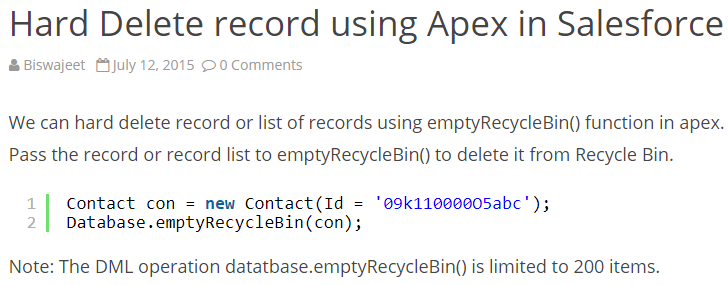 Hard Delete record using Apex in Salesforce
Biswajeet July 12, 2015 0 Comments
We can hard delete record or list of records using emptyRecycleBin() function in apex.
Pass the record or record list to emptyRecycleBin() to delete it from Recycle Bin.
1 Contact con = new Contact(Id = '09k11000005abc');
2 Database.emptyRecycleBin(con);
Note: The DML operation datatbase.emptyRecycleBin() is limited to 200 items.